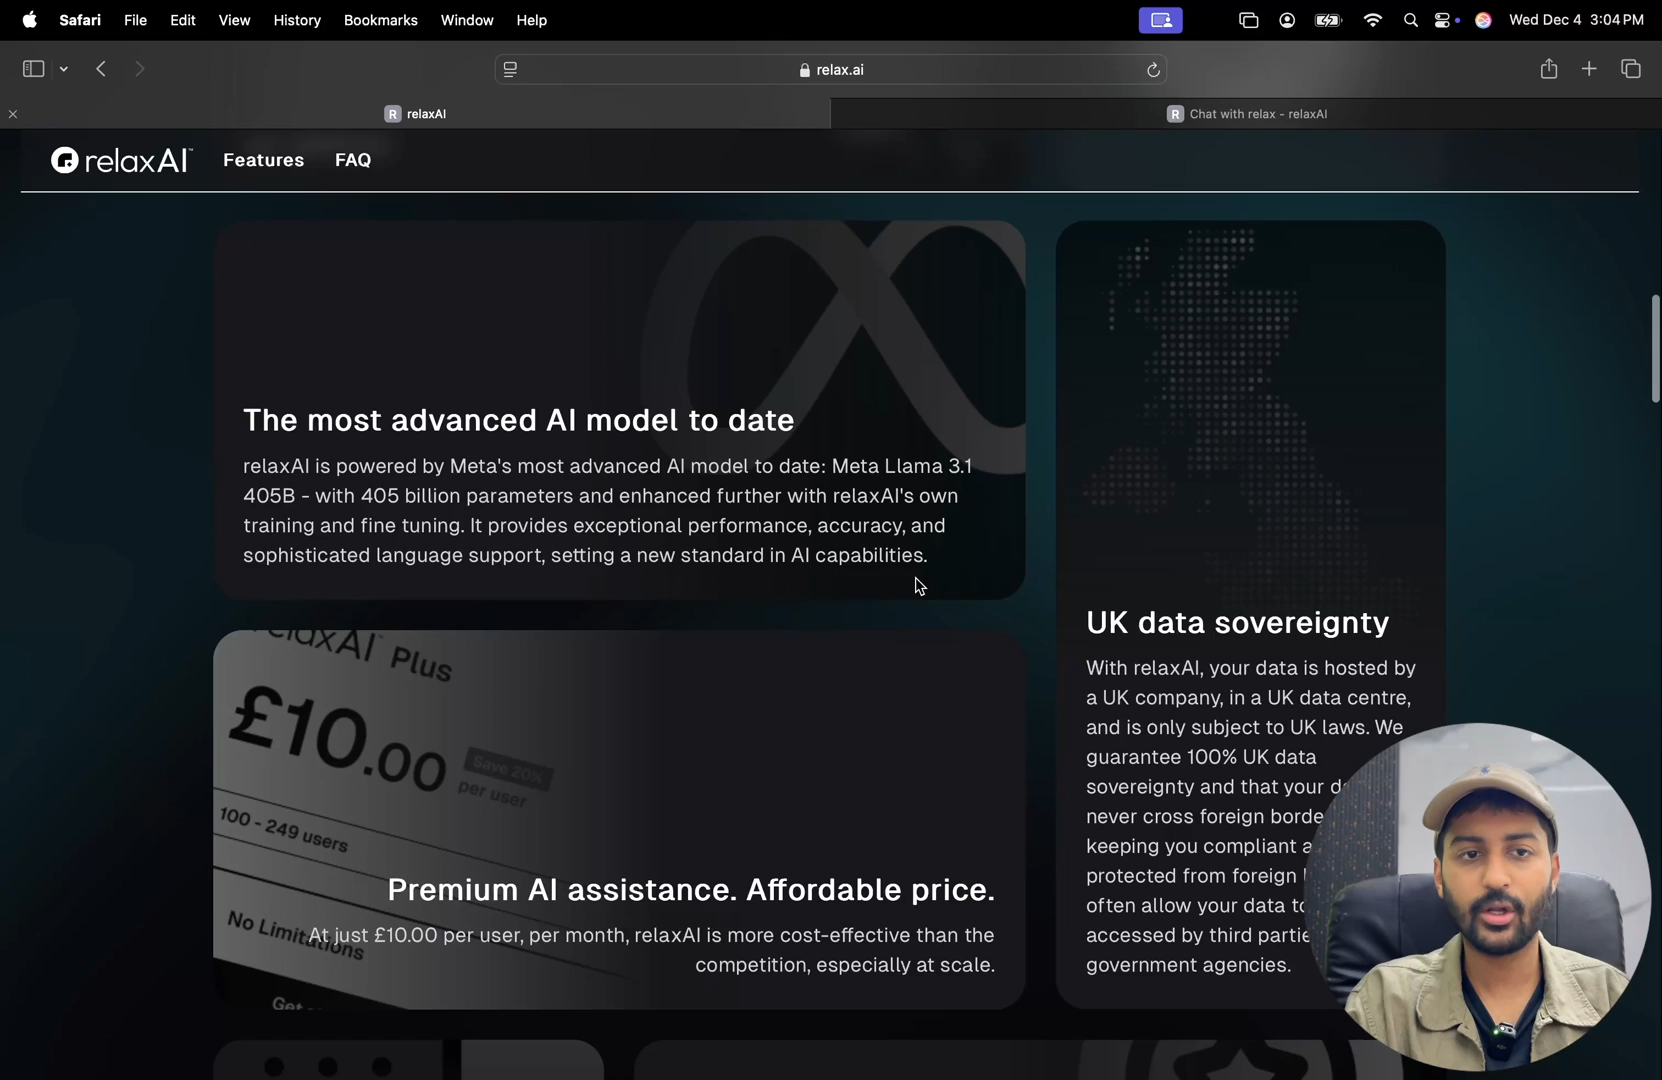 Safari File Edit View History Bookmarks Window Help Wed Dec 4 3:04 PM
relax.ai
R relaxAI
R Chat with relax - relaxAI
relaxAI™ Features FAQ
The most advanced AI model to date
relaxAI is powered by Meta's most advanced AI model to date: Meta Llama 3.1
405B - with 405 billion parameters and enhanced further with relaxAI's own
training and fine tuning. It provides exceptional performance, accuracy, and
sophisticated language support, setting a new standard in AI capabilities.
relaxAI™ Plus
£10.00 Save 20%
per user
100 - 249 users
No Limitations
Premium AI assistance. Affordable price.
At just £10.00 per user, per month, relaxAI is more cost-effective than the
competition, especially at scale.
UK data sovereignty
With relaxAI, your data is hosted by
a UK company, in a UK data centre,
and is only subject to UK laws. We
guarantee 100% UK data
sovereignty and that your
never cross foreign
keeping you compliant
protected from foreign
often allow your data
accessed by third
government agencies.